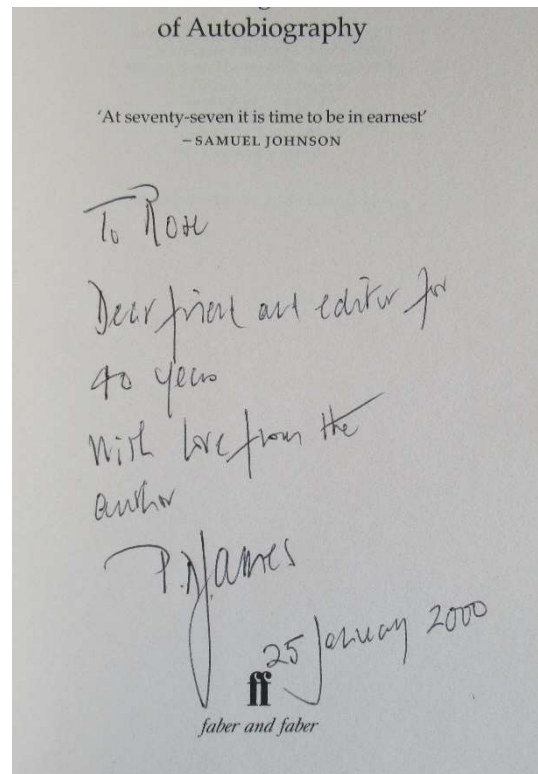 of Autobiography
'At seventy-seven it is time to be in earnest'
– SAMUEL JOHNSON
To Rose
Dear friend and editor for
40 years
With love from the
author
P. D. James
25 January 2000
ff
faber and faber